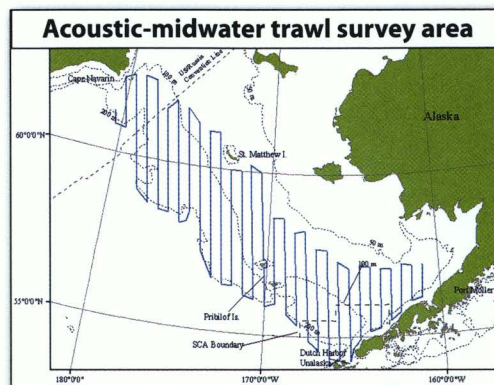 Acoustic-midwater trawl survey area
Cape Navarin
100 m
US/Russia
Convention Line
50 m
200 m
Alaska
60°0'0"N
St. Matthew I.
50 m
100 m
Port Moller
55°0'0"N
Pribilof Is.
200 m
SCA Boundary
Dutch Harbor
Unalaska
180°0'0"
170°0'0"W
160°0'0"W